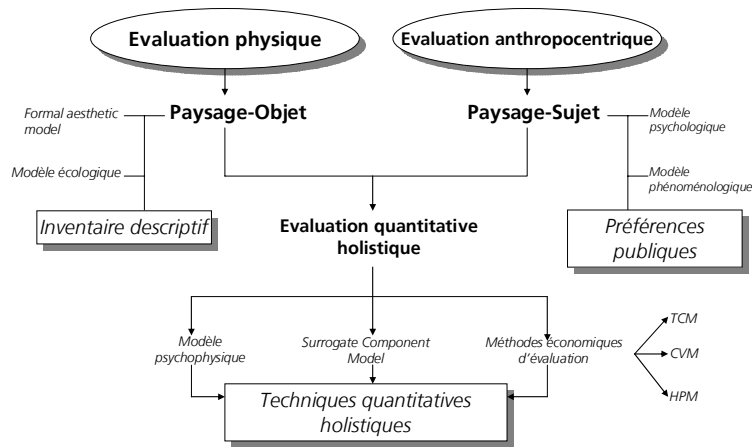 Evaluation physique
Evaluation anthropocentrique
Formal aesthetic
model
Paysage-Objet
Paysage-Sujet
Modèle
psychologique
Modèle écologique
Modèle
phénoménologique
Inventaire descriptif
Evaluation quantitative
holistique
Préférences
publiques
Modèle
psychophysique
Surrogate Component
Model
Méthodes économiques
d'évaluation
TCM
CVM
HPM
Techniques quantitatives
holistiques